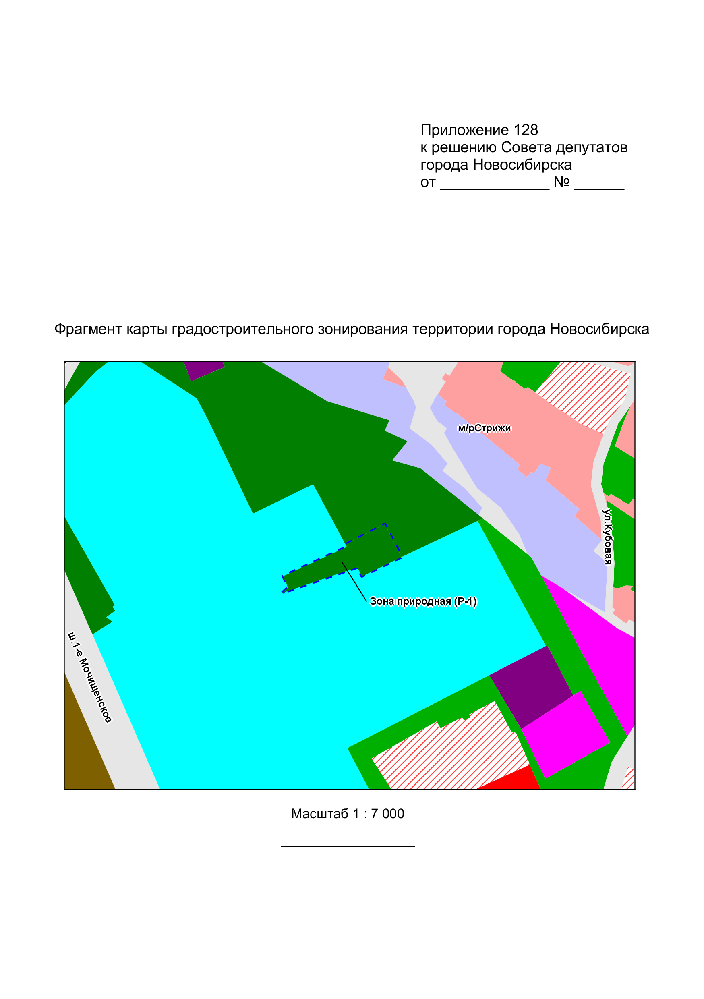 Приложение 128
к решению Совета депутатов
города Новосибирска
от _____________ № ______
Фрагмент карты градостроительного зонирования территории города Новосибирска
м/рСтрижи
ул.Кубовая
Зона природная (Р-1)
ш.1-е Мочищенское
Масштаб 1 : 7 000